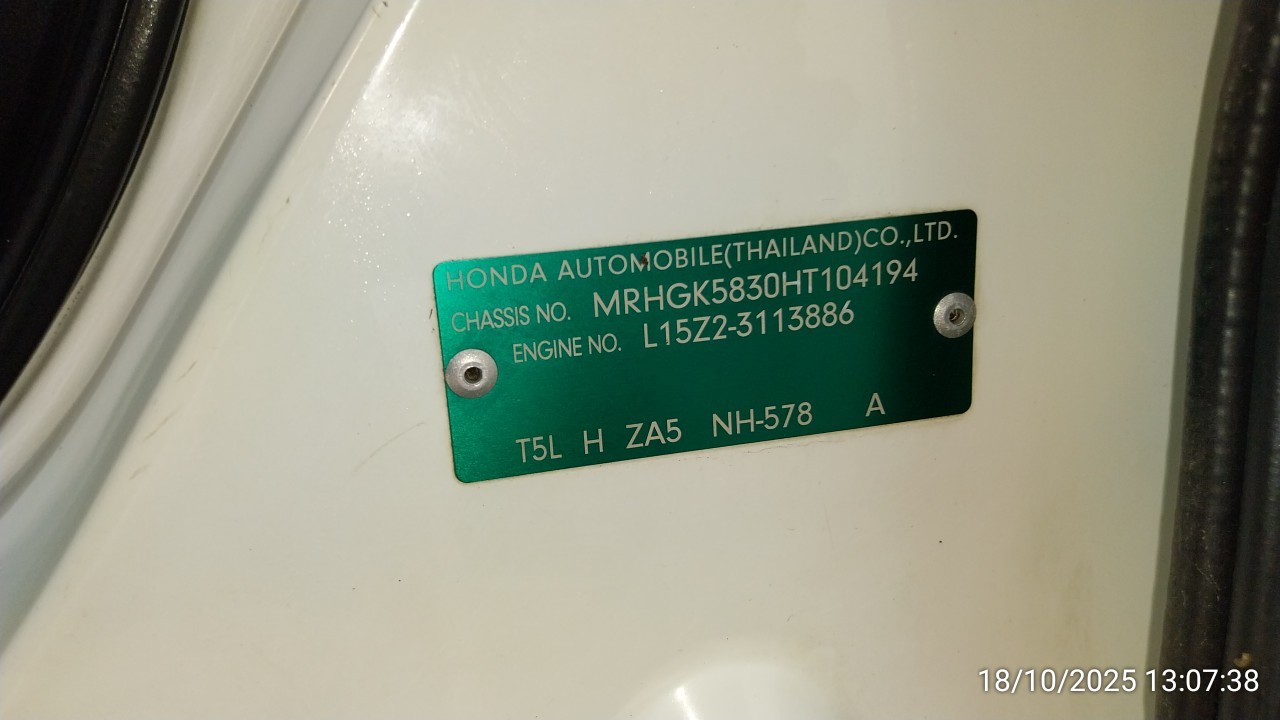 HONDA AUTOMOBILE(THAILAND)CO.,LTD.
CHASSIS NO. MRHGK5830HT104194
ENGINE NO. L15Z2-3113886
T5L H ZA5 NH-578 A
18/10/2025 13:07:38